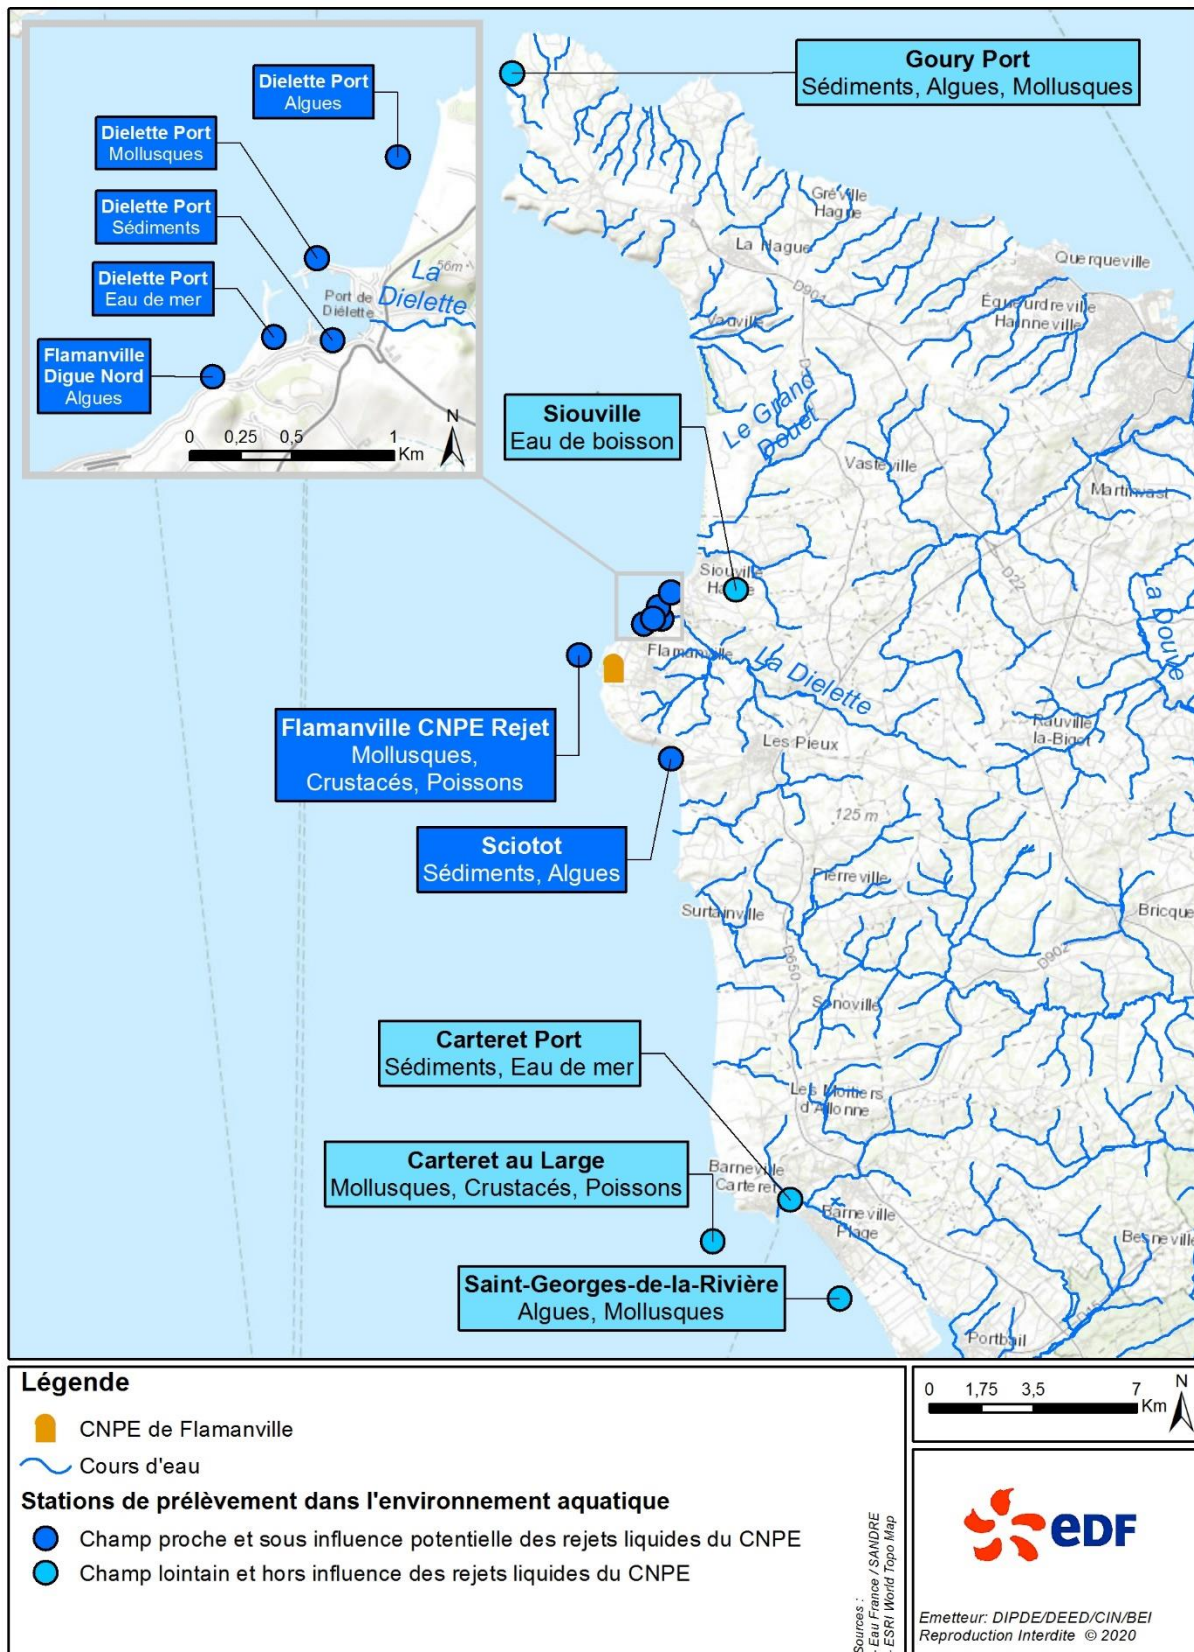 Dielette Port
Algues
Dielette Port
Mollusques
Dielette Port
Sédiments
Dielette Port
Eau de mer
Flamanville
Digue Nord
Algues
La
Dielette
56m
Port de
Diélette
0 0,25 0,5 1
Km
N
Goury Port
Sédiments, Algues, Mollusques
Gréville
Hague
La Hague
Querqueville
D901
Équeurdreville
Hainneville
Vauville
Le Grand
Douet
Siouville
Eau de boisson
Vasteville
Martinvast
D22
Siouville
Hague
La Douve
Flamanville
La Dielette
Rauville
la-Bigot
Flamanville CNPE Rejet
Mollusques,
Crustacés, Poissons
Les Pieux
125 m
Sciotot
Sédiments, Algues
Pierreville
Surtainville
Bricque
D650
D902
Senoville
Carteret Port
Sédiments, Eau de mer
Les Moitiers
d'Allonne
Carteret au Large
Mollusques, Crustacés, Poissons
Barneville
Carteret
Barneville
Plage
Besneville
Saint-Georges-de-la-Rivière
Algues, Mollusques
D15
Portbail
Légende
CNPE de Flamanville
Cours d'eau
Stations de prélèvement dans l'environnement aquatique
Champ proche et sous influence potentielle des rejets liquides du CNPE
Champ lointain et hors influence des rejets liquides du CNPE
Sources :
- Eau France / SANDRE
- ESRI World Topo Map
0 1,75 3,5 7
Km
N
eDF
Emetteur: DIPDE/DEED/CIN/BEI
Reproduction Interdite © 2020